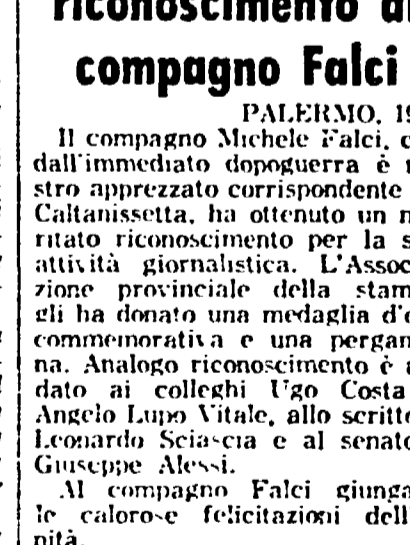 riconoscimento al
compagno Falci
PALERMO, 19
Il compagno Michele Falci, c
dall'immediato dopoguerra è n
stro apprezzato corrispondente
Caltanissetta, ha ottenuto un m
ritato riconoscimento per la s
attività giornalistica. L'Assoc
zione provinciale della stam
gli ha donato una medaglia d'o
commemorativa e una pergam
na. Analogo riconoscimento è a
dato ai colleghi Ugo Costa
Angelo Lupo Vitale, allo scritto
Leonardo Sciascia e al senato
Giuseppe Alessi.
Al compagno Falci giunga
le calorose felicitazioni dell
nità.